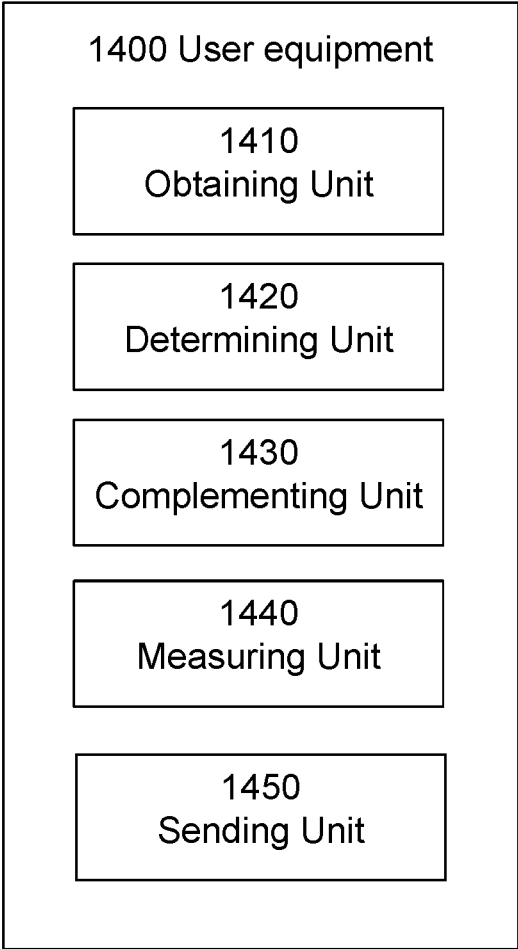 1400 User equipment
1410
Obtaining Unit
1420
Determining Unit
1430
Complementing Unit
1440
Measuring Unit
1450
Sending Unit